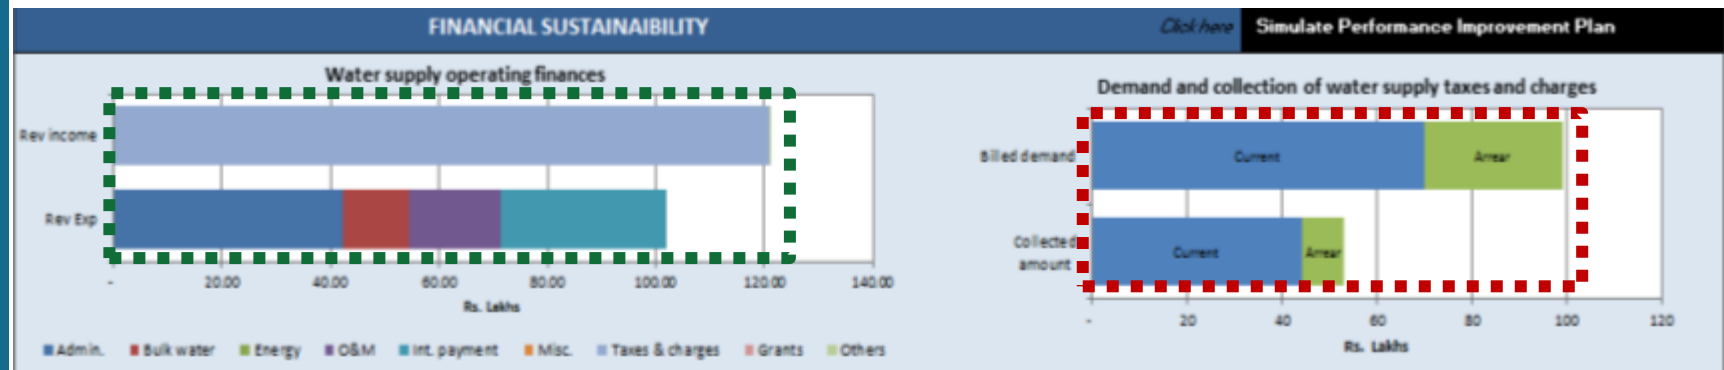 FINANCIAL SUSTAINAIBILITY
Click here
Simulate Performance Improvement Plan
Water supply operating finances
Rev income
Rev Exp
- 20.00 40.00 60.00 80.00 100.00 120.00 140.00
Rs. Lakhs
Admin. Bulk water Energy O&M Int. payment Misc. Taxes & charges Grants Others
Demand and collection of water supply taxes and charges
Billed demand
Current Arrear
Collected
amount
Current Arrear
- 20 40 60 80 100 120
Rs. Lakhs